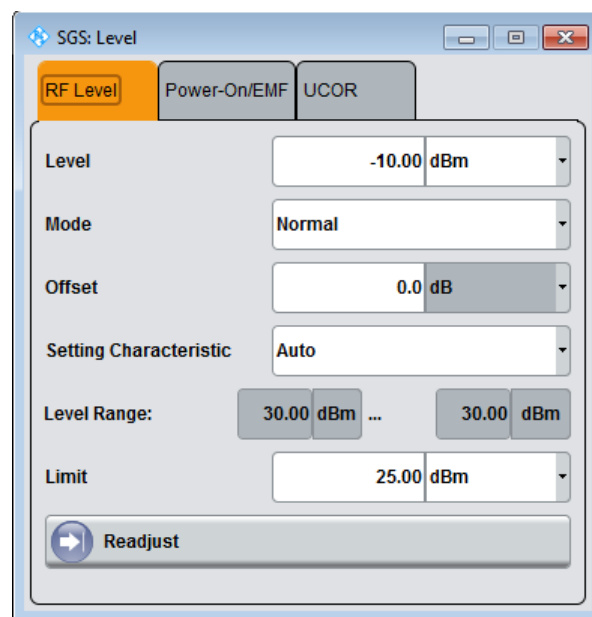 SGS: Level
RF Level Power-On/EMF UCOR
Level -10.00 dBm
Mode Normal
Offset 0.0 dB
Setting Characteristic Auto
Level Range: 30.00 dBm ... 30.00 dBm
Limit 25.00 dBm
Readjust